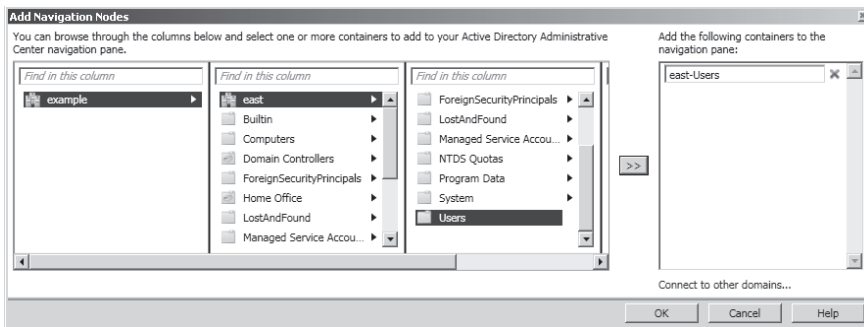 Add Navigation Nodes
You can browse through the columns below and select one or more containers to add to your Active Directory Administrative
Center navigation pane.
Find in this column
example
Find in this column
east
Builtin
Computers
Domain Controllers
ForeignSecurityPrincipals
Home Office
LostAndFound
Managed Service Accou...
Find in this column
ForeignSecurityPrincipals
LostAndFound
Managed Service Accou...
NTDS Quotas
Program Data
System
Users
>>
Add the following containers to the
navigation pane:
east-Users
Connect to other domains...
OK
Cancel
Help